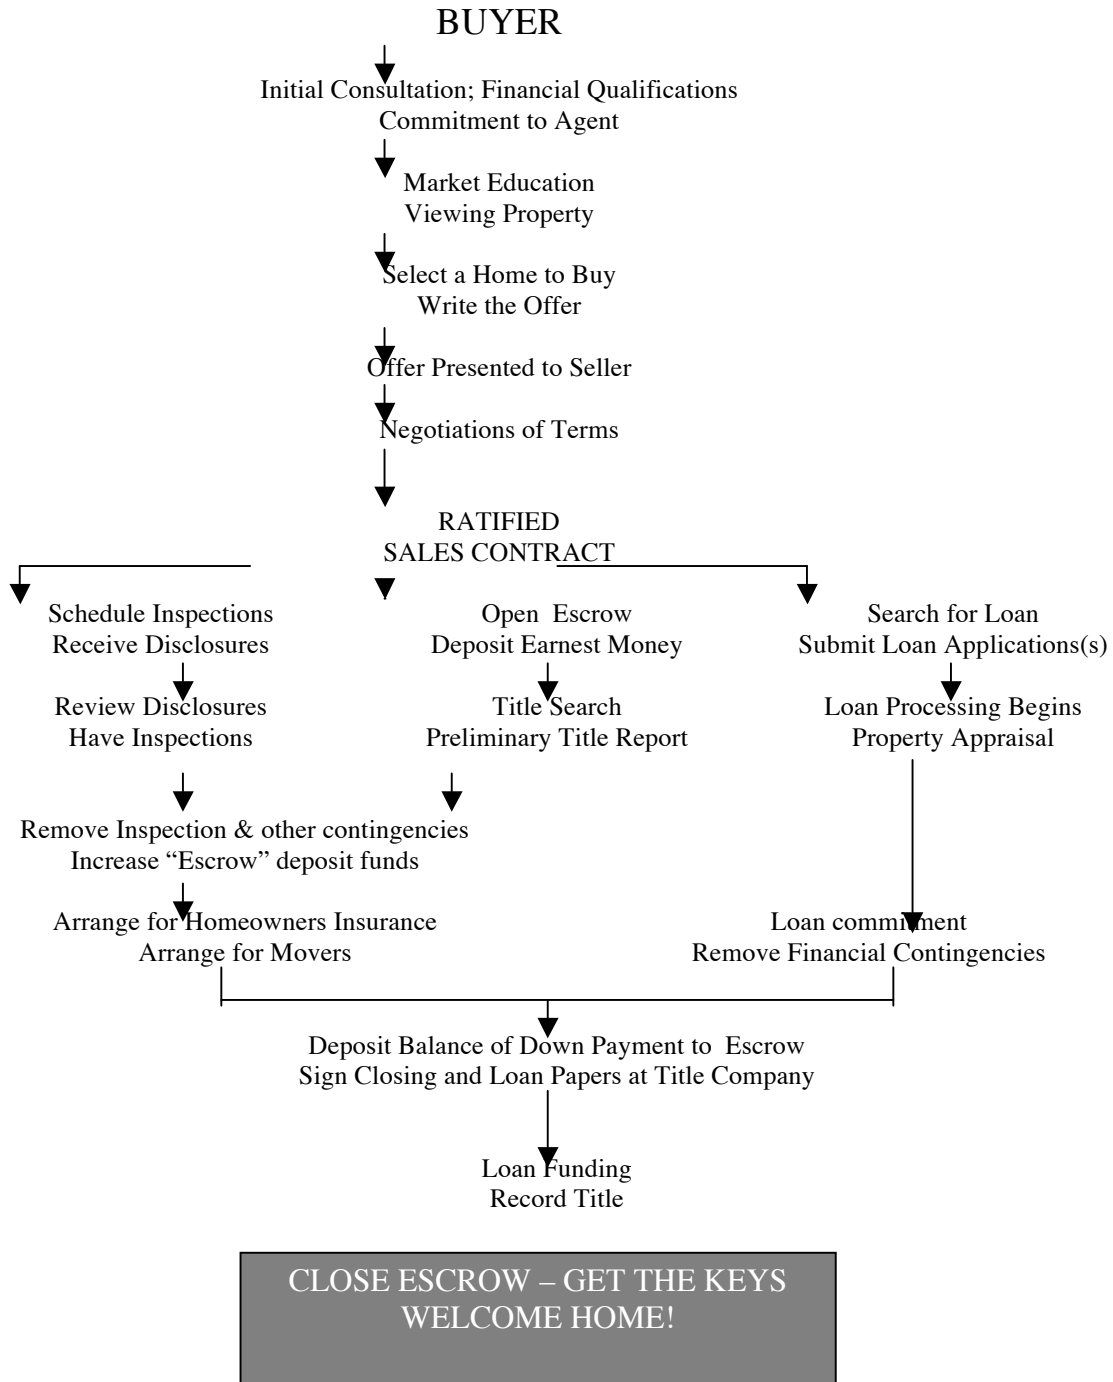 BUYER
Initial Consultation; Financial Qualifications
Commitment to Agent
Market Education
Viewing Property
Select a Home to Buy
Write the Offer
Offer Presented to Seller
Negotiations of Terms
RATIFIED
SALES CONTRACT
Schedule Inspections
Receive Disclosures
Open Escrow
Deposit Earnest Money
Search for Loan
Submit Loan Applications(s)
Review Disclosures
Have Inspections
Title Search
Preliminary Title Report
Loan Processing Begins
Property Appraisal
Remove Inspection & other contingencies
Increase “Escrow” deposit funds
Arrange for Homeowners Insurance
Arrange for Movers
Loan commitment
Remove Financial Contingencies
Deposit Balance of Down Payment to Escrow
Sign Closing and Loan Papers at Title Company
Loan Funding
Record Title
CLOSE ESCROW – GET THE KEYS
WELCOME HOME!